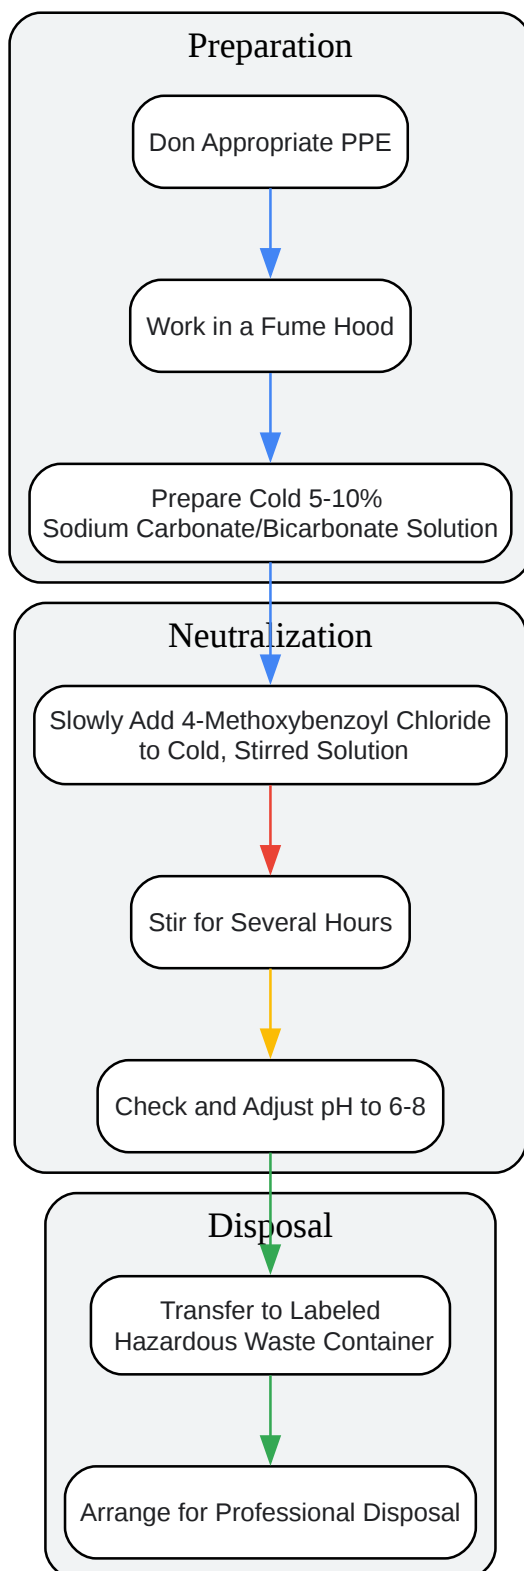 Preparation
Don Appropriate PPE
Work in a Fume Hood
Prepare Cold 5-10%
Sodium Carbonate/Bicarbonate Solution
Neutralization
Slowly Add 4-Methoxybenzoyl Chloride
to Cold, Stirred Solution
Stir for Several Hours
Check and Adjust pH to 6-8
Disposal
Transfer to Labeled
Hazardous Waste Container
Arrange for Professional Disposal